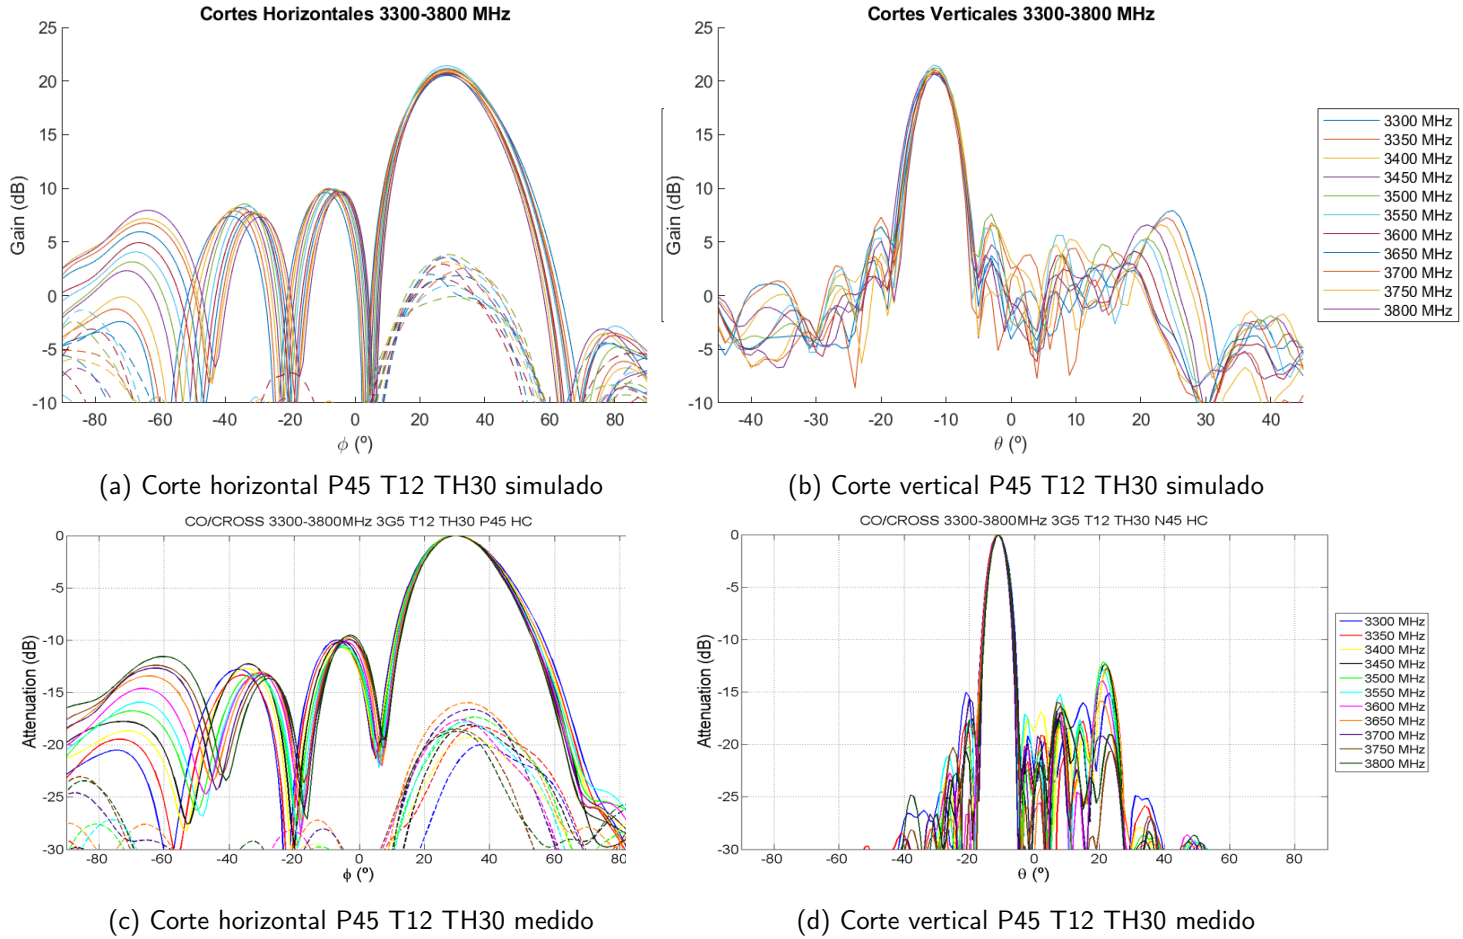 Cortes Horizontales 3300-3800 MHz
25
20
15
10
5
0
-5
-10
Gain (dB)
-80 -60 -40 -20 0 20 40 60 80
ϕ (º)
(a) Corte horizontal P45 T12 TH30 simulado
Cortes Verticales 3300-3800 MHz
25
20
15
10
5
0
-5
-10
Gain (dB)
-40 -30 -20 -10 0 10 20 30 40
θ (º)
3300 MHz
3350 MHz
3400 MHz
3450 MHz
3500 MHz
3550 MHz
3600 MHz
3650 MHz
3700 MHz
3750 MHz
3800 MHz
(b) Corte vertical P45 T12 TH30 simulado
CO/CROSS 3300-3800MHz 3G5 T12 TH30 P45 HC
0
-5
-10
-15
-20
-25
-30
Attenuation (dB)
-80 -60 -40 -20 0 20 40 60 80
ϕ (º)
(c) Corte horizontal P45 T12 TH30 medido
CO/CROSS 3300-3800MHz 3G5 T12 TH30 N45 HC
0
-5
-10
-15
-20
-25
-30
Attenuation (dB)
-80 -60 -40 -20 0 20 40 60 80
θ (º)
3300 MHz
3350 MHz
3400 MHz
3450 MHz
3500 MHz
3550 MHz
3600 MHz
3650 MHz
3700 MHz
3750 MHz
3800 MHz
(d) Corte vertical P45 T12 TH30 medido